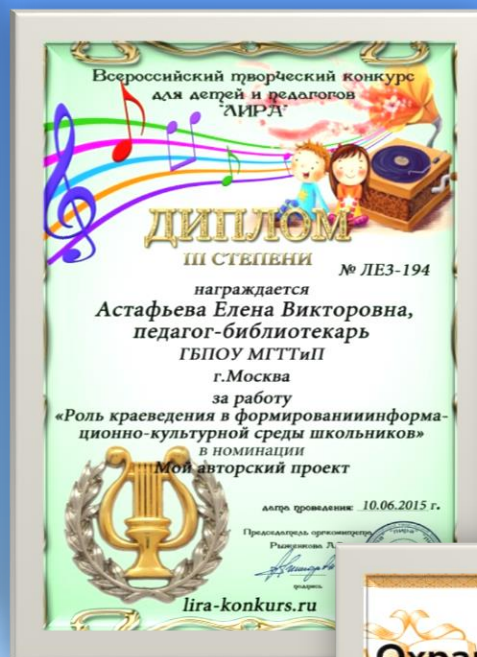 Всероссийский творческий конкурс
для детей и педагогов
"ЛИРА"
ДИПЛОМ
III СТЕПЕНИ
№ ЛЕЗ-194
награждается
Астафьева Елена Викторовна,
педагог-библиотекарь
ГБПОУ МГТТиП
г.Москва
за работу
«Роль краеведения в формированииинформа-
ционно-культурной среды школьников»
в номинации
Мой авторский проект
дата проведения: 10.06.2015 г.
Председатель оргкомитета
подпись
lira-konkurs.ru